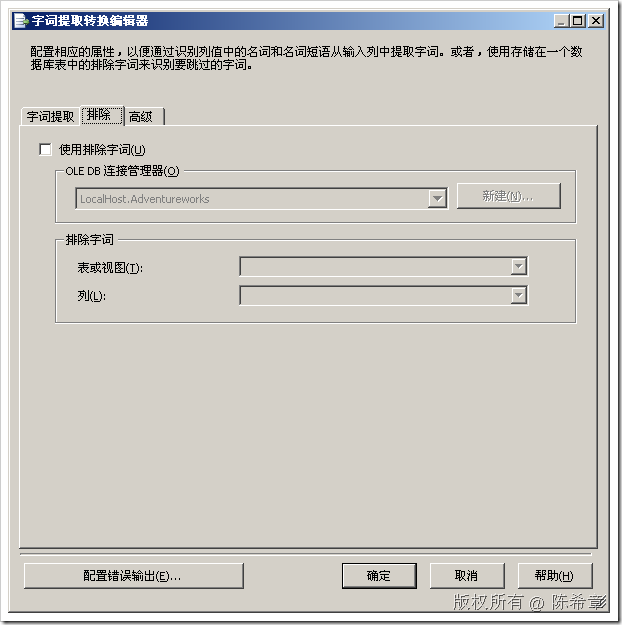 字词提取转换编辑器
配置相应的属性，以便通过识别列值中的名词和名词短语从输入列中提取字词。或者，使用存储在一个数
据库表中的排除字词来识别要跳过的字词。
字词提取 排除 高级
使用排除字词(U)
OLE DB 连接管理器(O)
LocalHost.Adventureworks 新建(N)...
排除字词
表或视图(T):
列(L):
配置错误输出(E)... 确定 取消 帮助(H)
版权所有 @ 陈希章